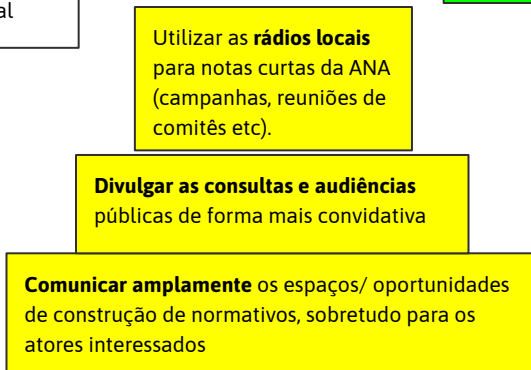 al
Utilizar as rádios locais
para notas curtas da ANA
(campanhas, reuniões de
comitês etc).
Divulgar as consultas e audiências
públicas de forma mais convidativa
Comunicar amplamente os espaços/ oportunidades
de construção de normativos, sobretudo para os
atores interessados